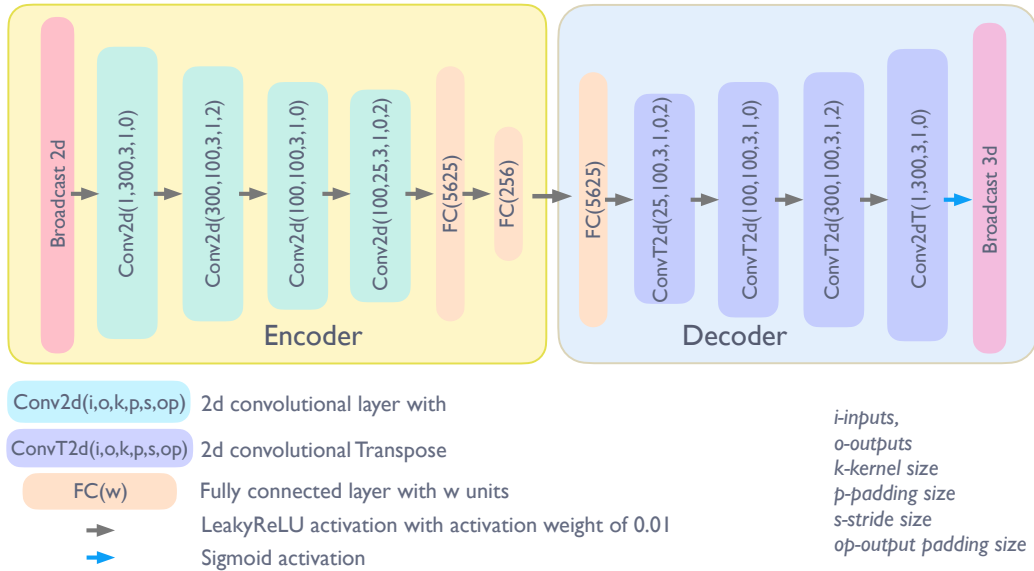 Broadcast 2d
Conv2d(1,300,3,1,0)
Conv2d(300,100,3,1,2)
Conv2d(100,100,3,1,0)
Conv2d(100,25,3,1,0,2)
FC(5625)
FC(256)
Encoder
FC(5625)
ConvT2d(25,100,3,1,0,2)
ConvT2d(100,100,3,1,0)
ConvT2d(300,100,3,1,2)
Conv2dT(1,300,3,1,0)
Broadcast 3d
Decoder
Conv2d(i,o,k,p,s,op) 2d convolutional layer with
ConvT2d(i,o,k,p,s,op) 2d convolutional Transpose
FC(w) Fully connected layer with w units
LeakyReLU activation with activation weight of 0.01
Sigmoid activation
i-inputs,
o-outputs
k-kernel size
p-padding size
s-stride size
op-output padding size